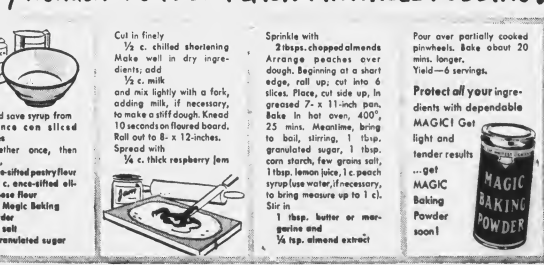 d save syrup from
nce can sliced
es
ether once, then
e-sifted pastry flour
c. once-sifted all-
ose flour
Magic Baking
der
salt
ranulated sugar
Cut in finely
½ c. chilled shortening
Make well in dry ingre-
dients; add
½ c. milk
and mix lightly with a fork,
adding milk, if necessary,
to make a stiff dough. Knead
10 seconds on floured board.
Roll out to 8- x 12-inches.
Spread with
¼ c. thick raspberry jam
Sprinkle with
2 tbsps. chopped almonds
Arrange peaches over
dough. Beginning at a short
edge, roll up; cut into 6
slices. Place, cut side up, in
greased 7- x 11-inch pan.
Bake in hot oven, 400°,
25 mins. Meantime, bring
to boil, stirring, 1 tbsp.
granulated sugar, 1 tbsp.
corn starch, few grains salt,
1 tbsp. lemon juice, 1 c. peach
syrup (use water, if necessary,
to bring measure up to 1 c).
Stir in
1 tbsp. butter or mar-
garine and
¼ tsp. almond extract
Pour over partially cooked
pinwheels. Bake about 20
mins. longer.
Yield—6 servings.
Protect all your ingre-
dients with dependable
MAGIC! Get
light and
tender results
...get
MAGIC
Baking
Powder
soon!
MAGIC
BAKING
POWDER